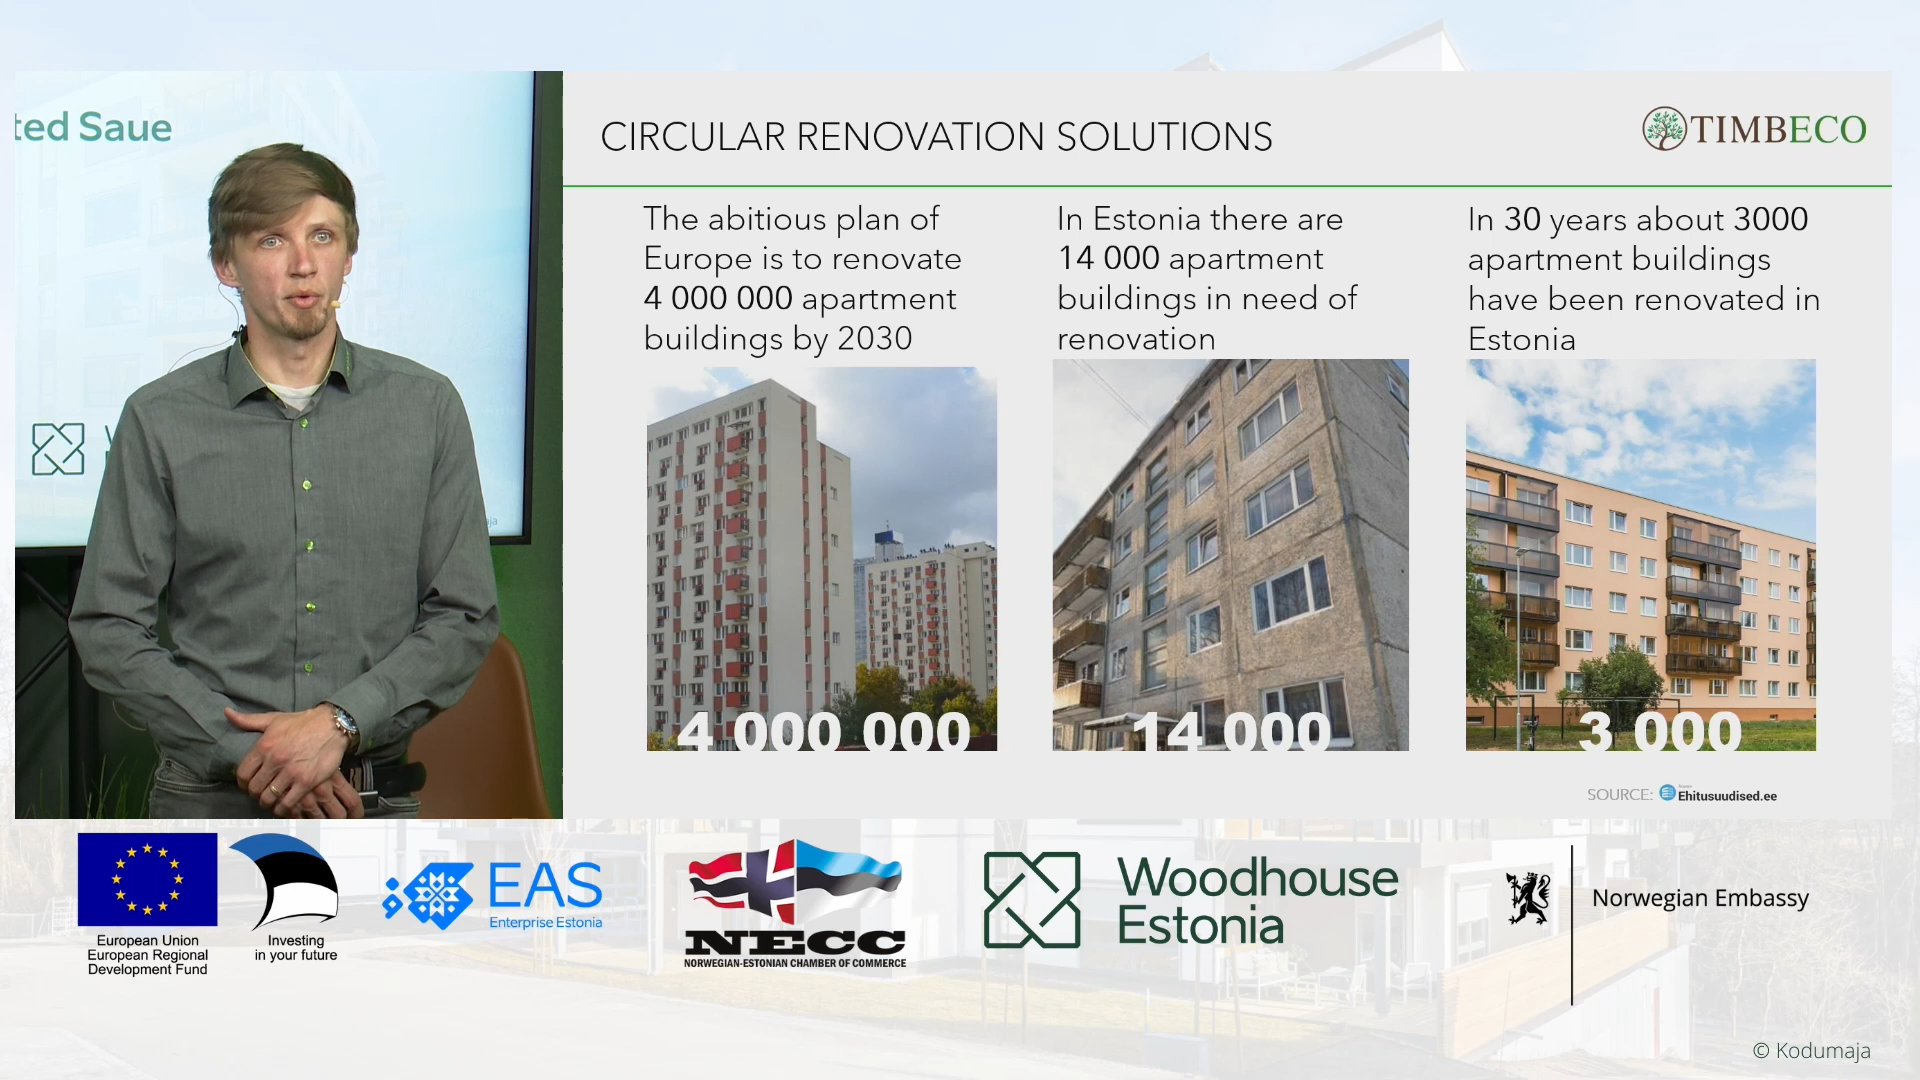 ted Saue
CIRCULAR RENOVATION SOLUTIONS
TIMBECO
The abitious plan of
Europe is to renovate
4 000 000 apartment
buildings by 2030
In Estonia there are
14 000 apartment
buildings in need of
renovation
In 30 years about 3000
apartment buildings
have been renovated in
Estonia
4 000 000
14 000
3 000
SOURCE:
Ehitusuudised.ee
European Union
European Regional
Development Fund
Investing
in your future
EAS
Enterprise Estonia
NECC
NORWEGIAN-ESTONIAN CHAMBER OF COMMERCE
Woodhouse
Estonia
Norwegian Embassy
© Kodumaja